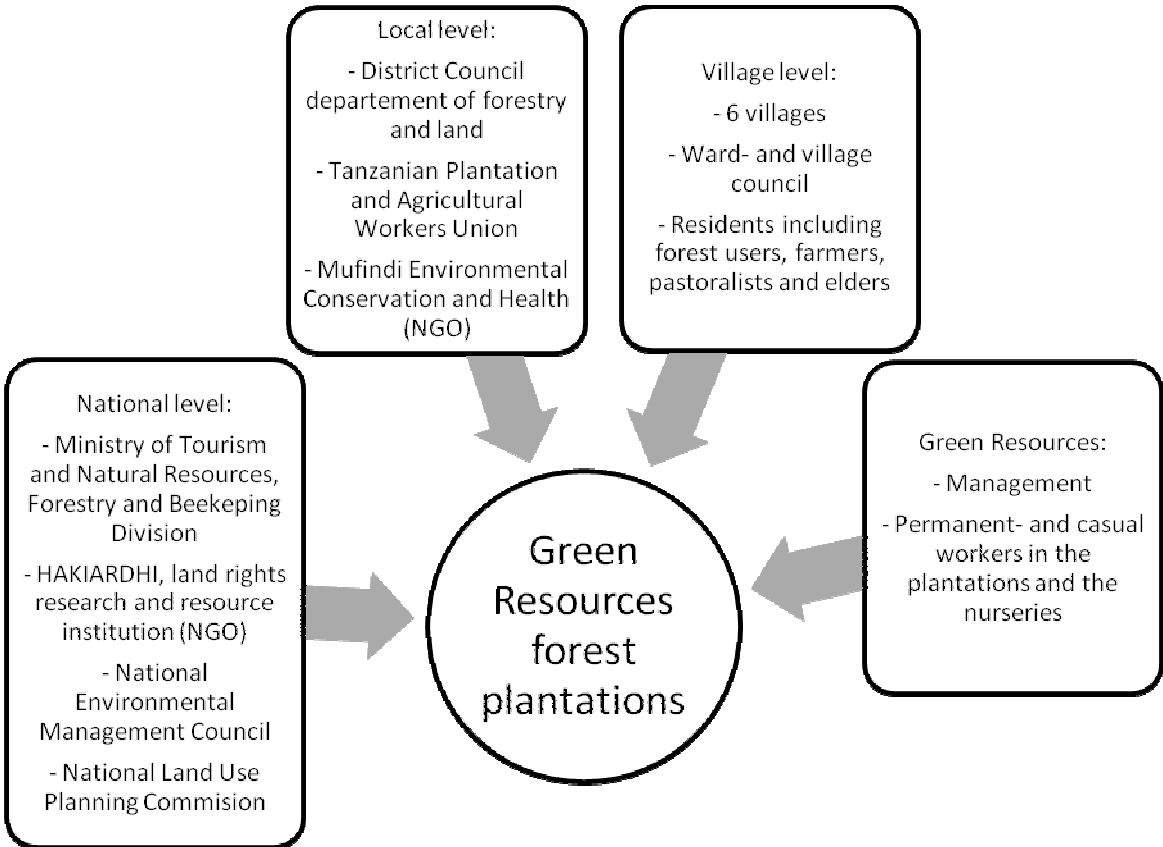 Local level:
- District Council
departement of forestry
and land
- Tanzanian Plantation
and Agricultural
Workers Union
- Mufindi Environmental
Conservation and Health
(NGO)
Village level:
- 6 villages
- Ward- and village
council
- Residents including
forest users, farmers,
pastoralists and elders
National level:
- Ministry of Tourism
and Natural Resources,
Forestry and Beekeping
Division
- HAKIARDHI, land rights
research and resource
institution (NGO)
- National
Environmental
Management Council
- National Land Use
Planning Commision
Green Resources:
- Management
- Permanent- and casual
workers in the
plantations and the
nurseries
Green
Resources
forest
plantations